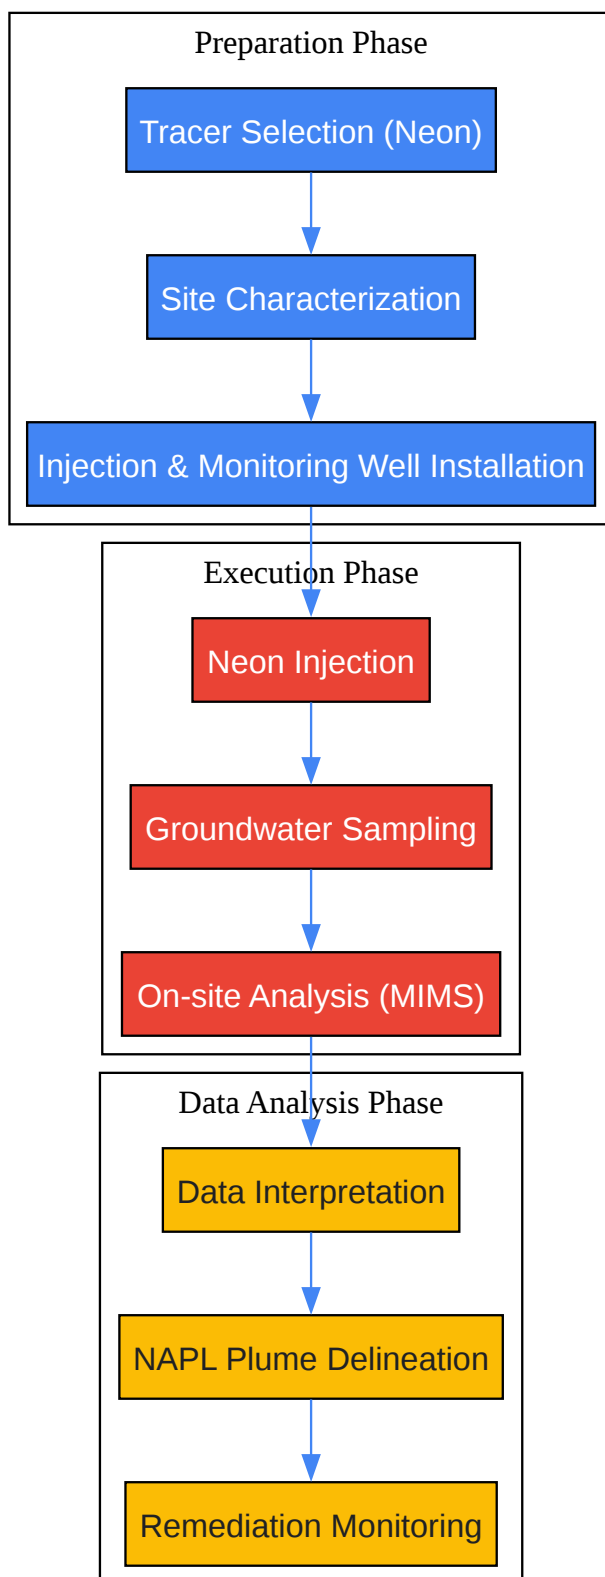 Preparation Phase
Tracer Selection (Neon)
Site Characterization
Injection & Monitoring Well Installation
Execution Phase
Neon Injection
Groundwater Sampling
On-site Analysis (MIMS)
Data Analysis Phase
Data Interpretation
NAPL Plume Delineation
Remediation Monitoring